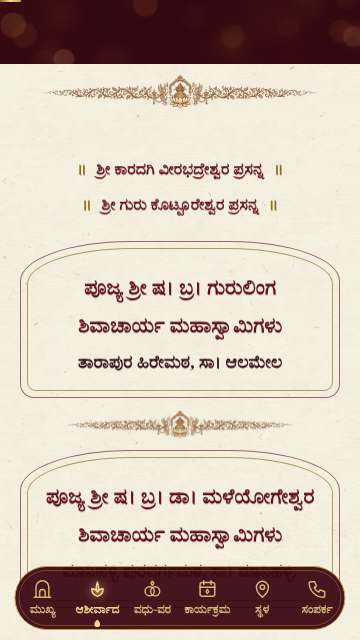 ॥ ಶ್ರೀ ಕಾರದಗಿ ವೀರಭದ್ರೇಶ್ವರ ಪ್ರಸನ್ನ ॥
॥ ಶ್ರೀ ಗುರು ಕೊಟ್ಟೂರೇಶ್ವರ ಪ್ರಸನ್ನ ॥
ಪೂಜ್ಯ ಶ್ರೀ ಷ। ಬ್ರ। ಗುರುಲಿಂಗ
ಶಿವಾಚಾರ್ಯ ಮಹಾಸ್ವಾಮಿಗಳು
ತಾರಾಪುರ ಹಿರೇಮಠ, ಸಾ। ಆಲಮೇಲ
ಪೂಜ್ಯ ಶ್ರೀ ಷ। ಬ್ರ। ಡಾ। ಮಳೆಯೋಗೇಶ್ವರ
ಶಿವಾಚಾರ್ಯ ಮಹಾಸ್ವಾಮಿಗಳು
ಮುಖ್ಯ ಆಶೀರ್ವಾದ ವಧು-ವರ ಕಾರ್ಯಕ್ರಮ ಸ್ಥಳ ಸಂಪರ್ಕ